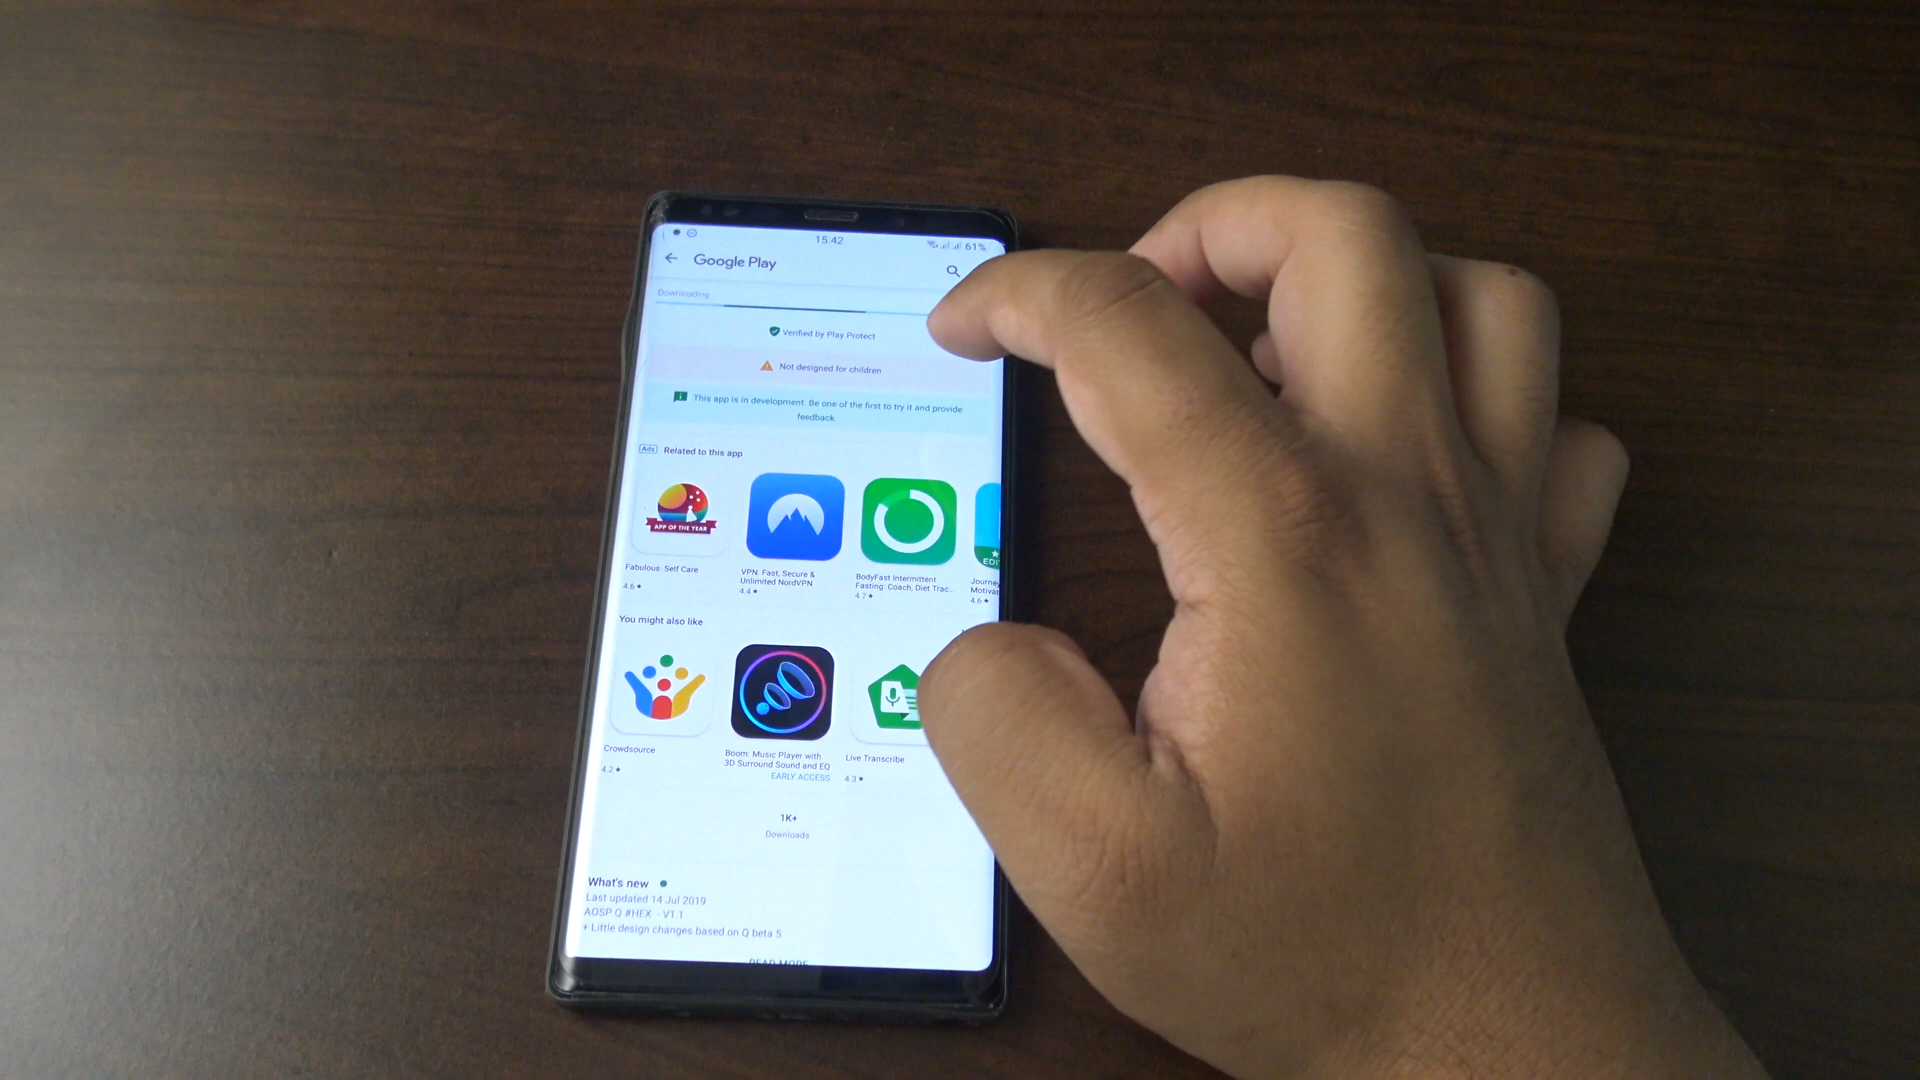 15:42
61%
Google Play
Downloading
Verified by Play Protect
Not designed for children
This app is in development. Be one of the first to try it and provide
feedback.
Ads Related to this app
APP OF THE YEAR
EDI
Fabulous: Self Care
4.6★
VPN: Fast, Secure &
Unlimited NordVPN
4.4★
BodyFast Intermittent
Fasting: Coach, Diet Trac...
4.7★
Journey
Motivat
4.6★
You might also like
Crowdsource
4.2★
Boom: Music Player with
3D Surround Sound and EQ
EARLY ACCESS
Live Transcribe
4.3★
1K+
Downloads
What's new
Last updated 14 Jul 2019
AOSP Q #HEX - V1.1
+ Little design changes based on Q beta 5
READ MORE